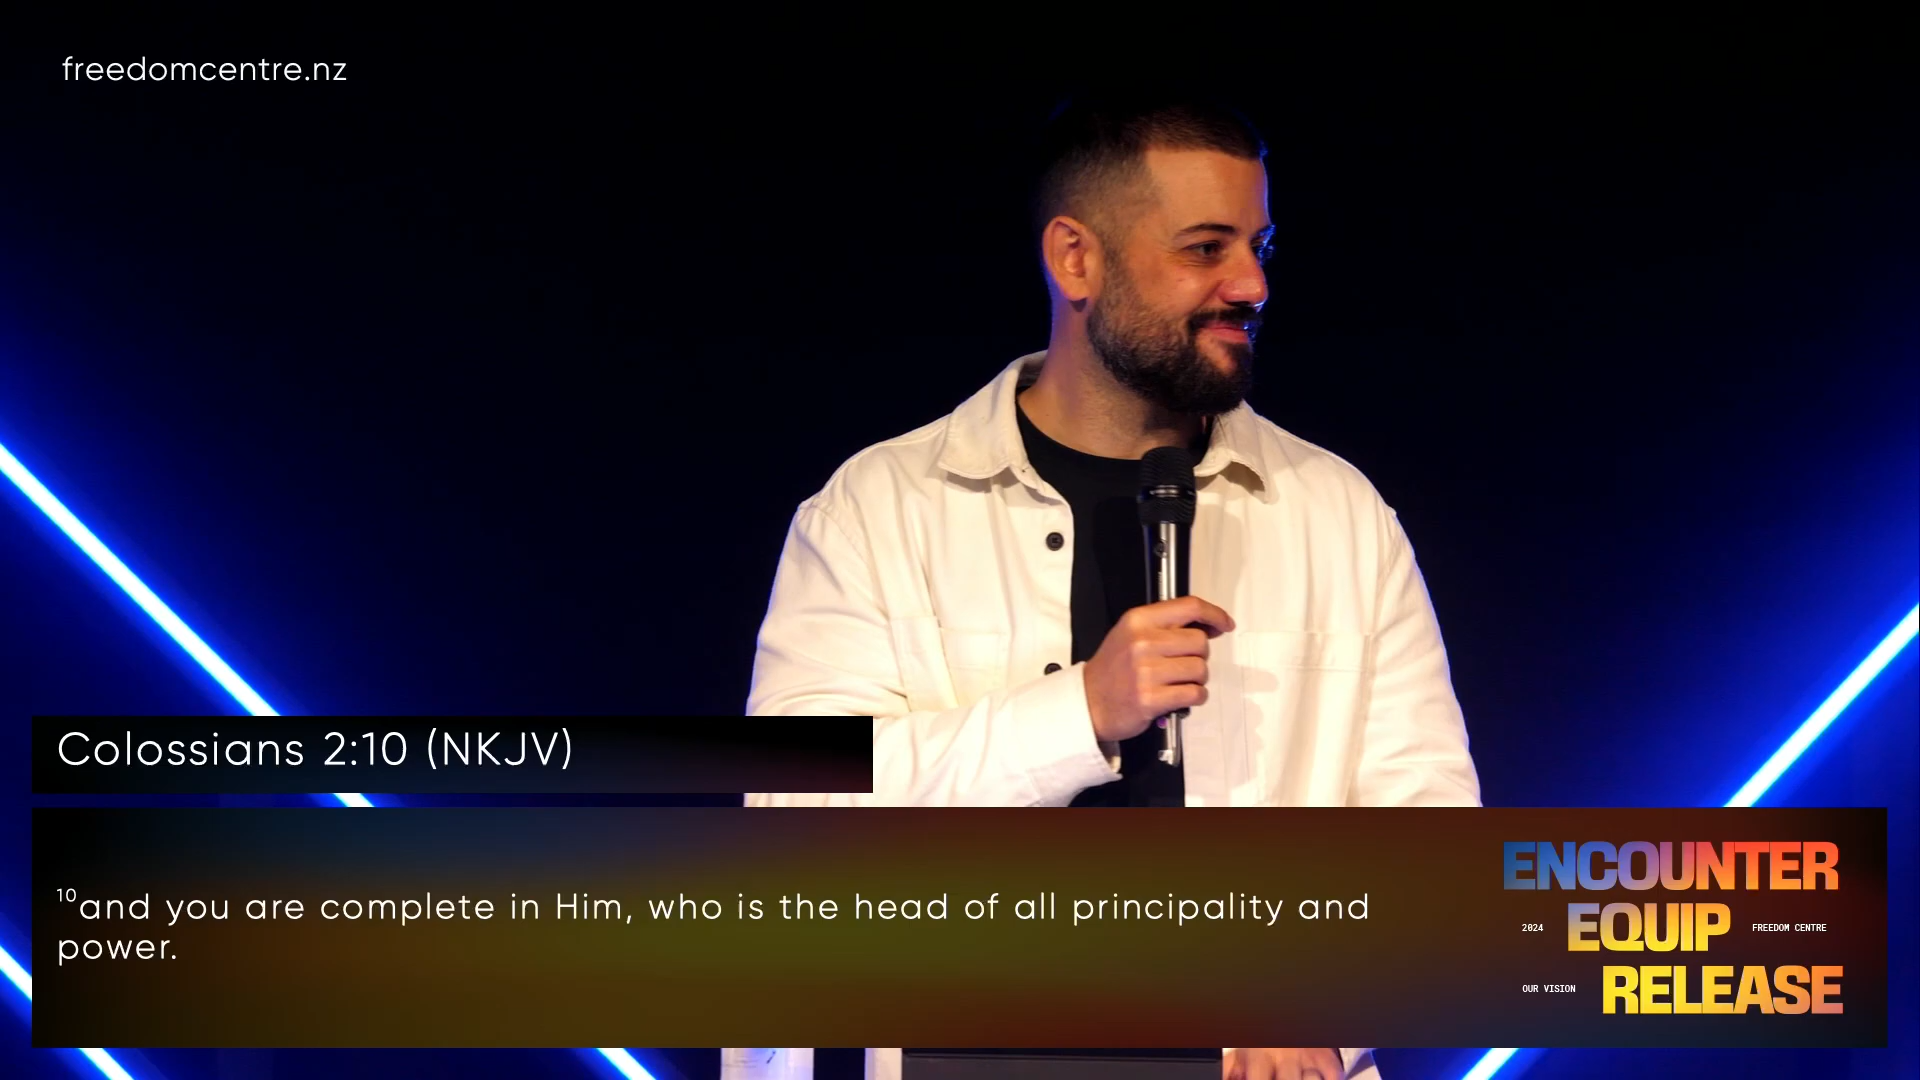 freedomcentre.nz
Colossians 2:10 (NKJV)
10and you are complete in Him, who is the head of all principality and
power.
ENCOUNTER
2024 EQUIP FREEDOM CENTRE
OUR VISION RELEASE